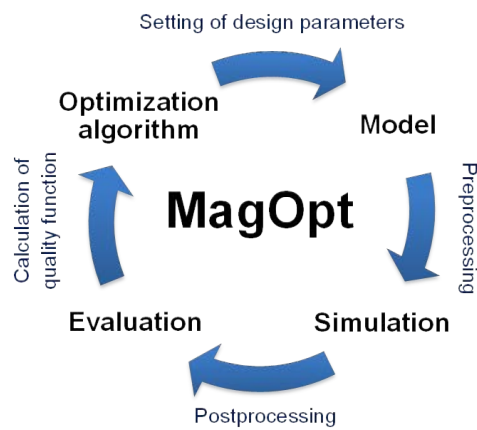 Setting of design parameters
Optimization
algorithm
Model
Calculation of
quality function
MagOpt
Preprocessing
Evaluation
Simulation
Postprocessing